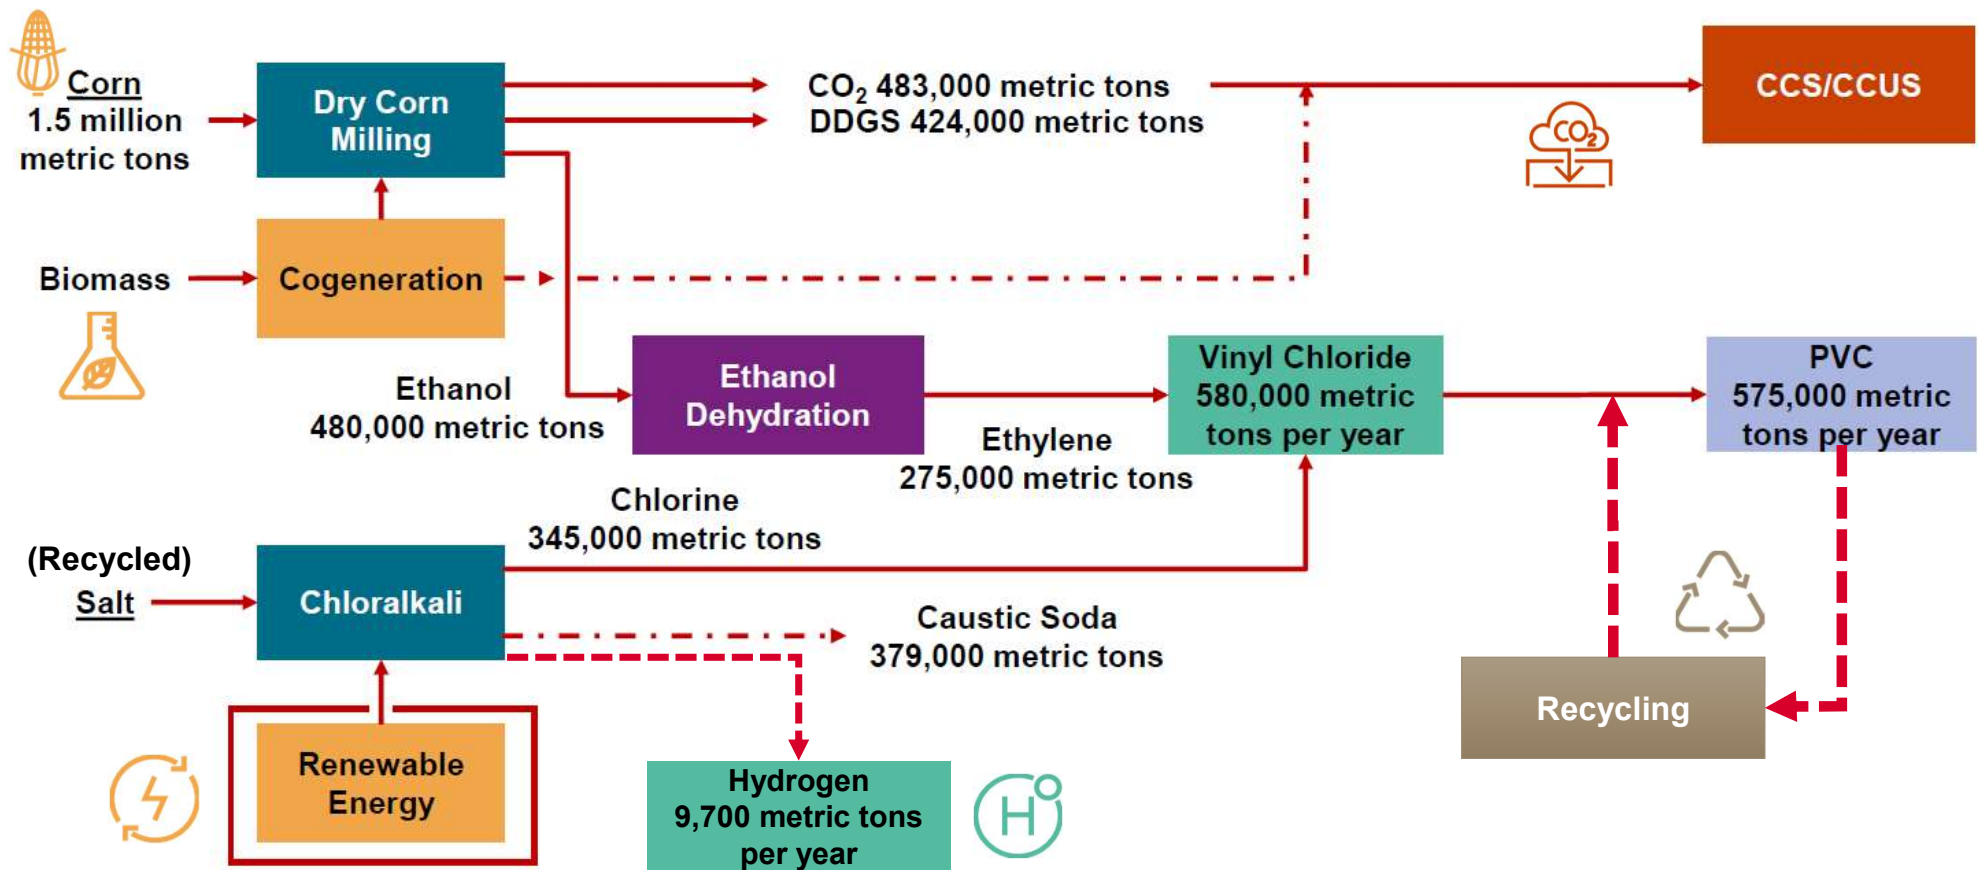 Corn
1.5 million
metric tons
Dry Corn
Milling
CO₂ 483,000 metric tons
DDGS 424,000 metric tons
CCS/CCUS
CO₂
Biomass
Cogeneration
Ethanol
480,000 metric tons
Ethanol
Dehydration
Ethylene
275,000 metric tons
Vinyl Chloride
580,000 metric
tons per year
PVC
575,000 metric
tons per year
Chlorine
345,000 metric tons
(Recycled)
Salt
Chloralkali
Caustic Soda
379,000 metric tons
Recycling
Renewable
Energy
Hydrogen
9,700 metric tons
per year
H